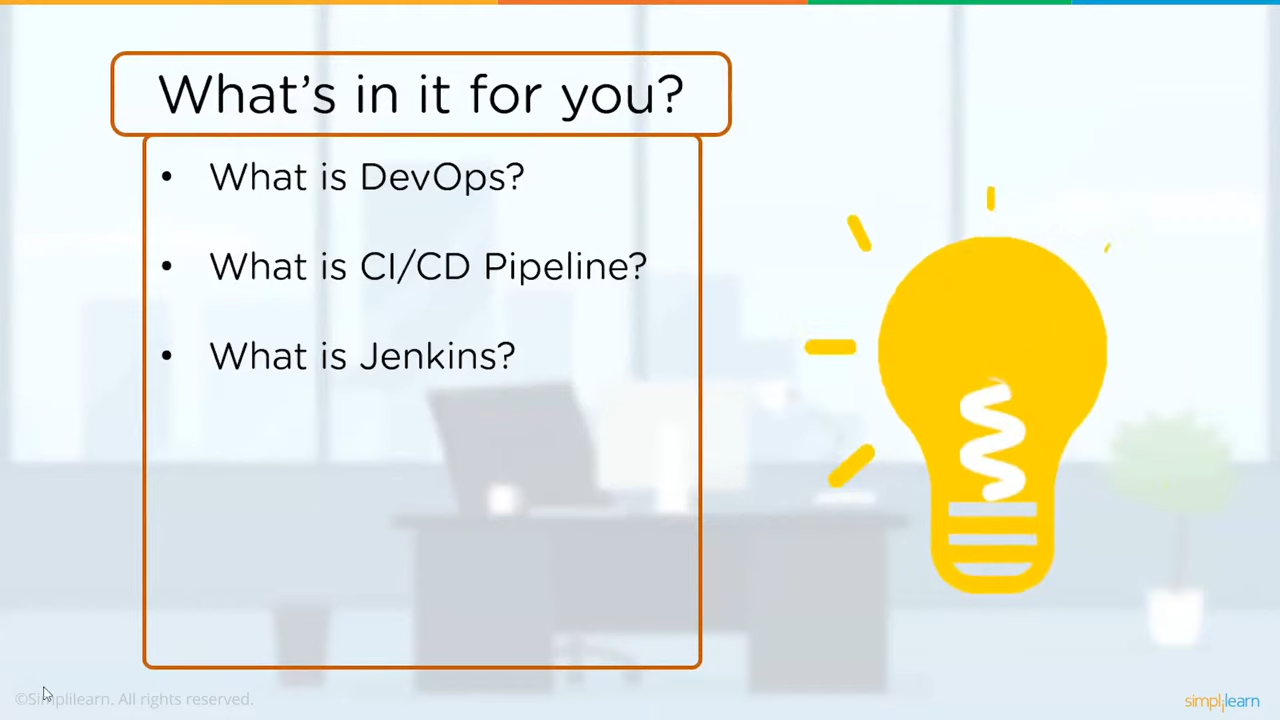 What's in it for you?
• What is DevOps?
• What is CI/CD Pipeline?
• What is Jenkins?
©Simplilearn. All rights reserved.
simplilearn